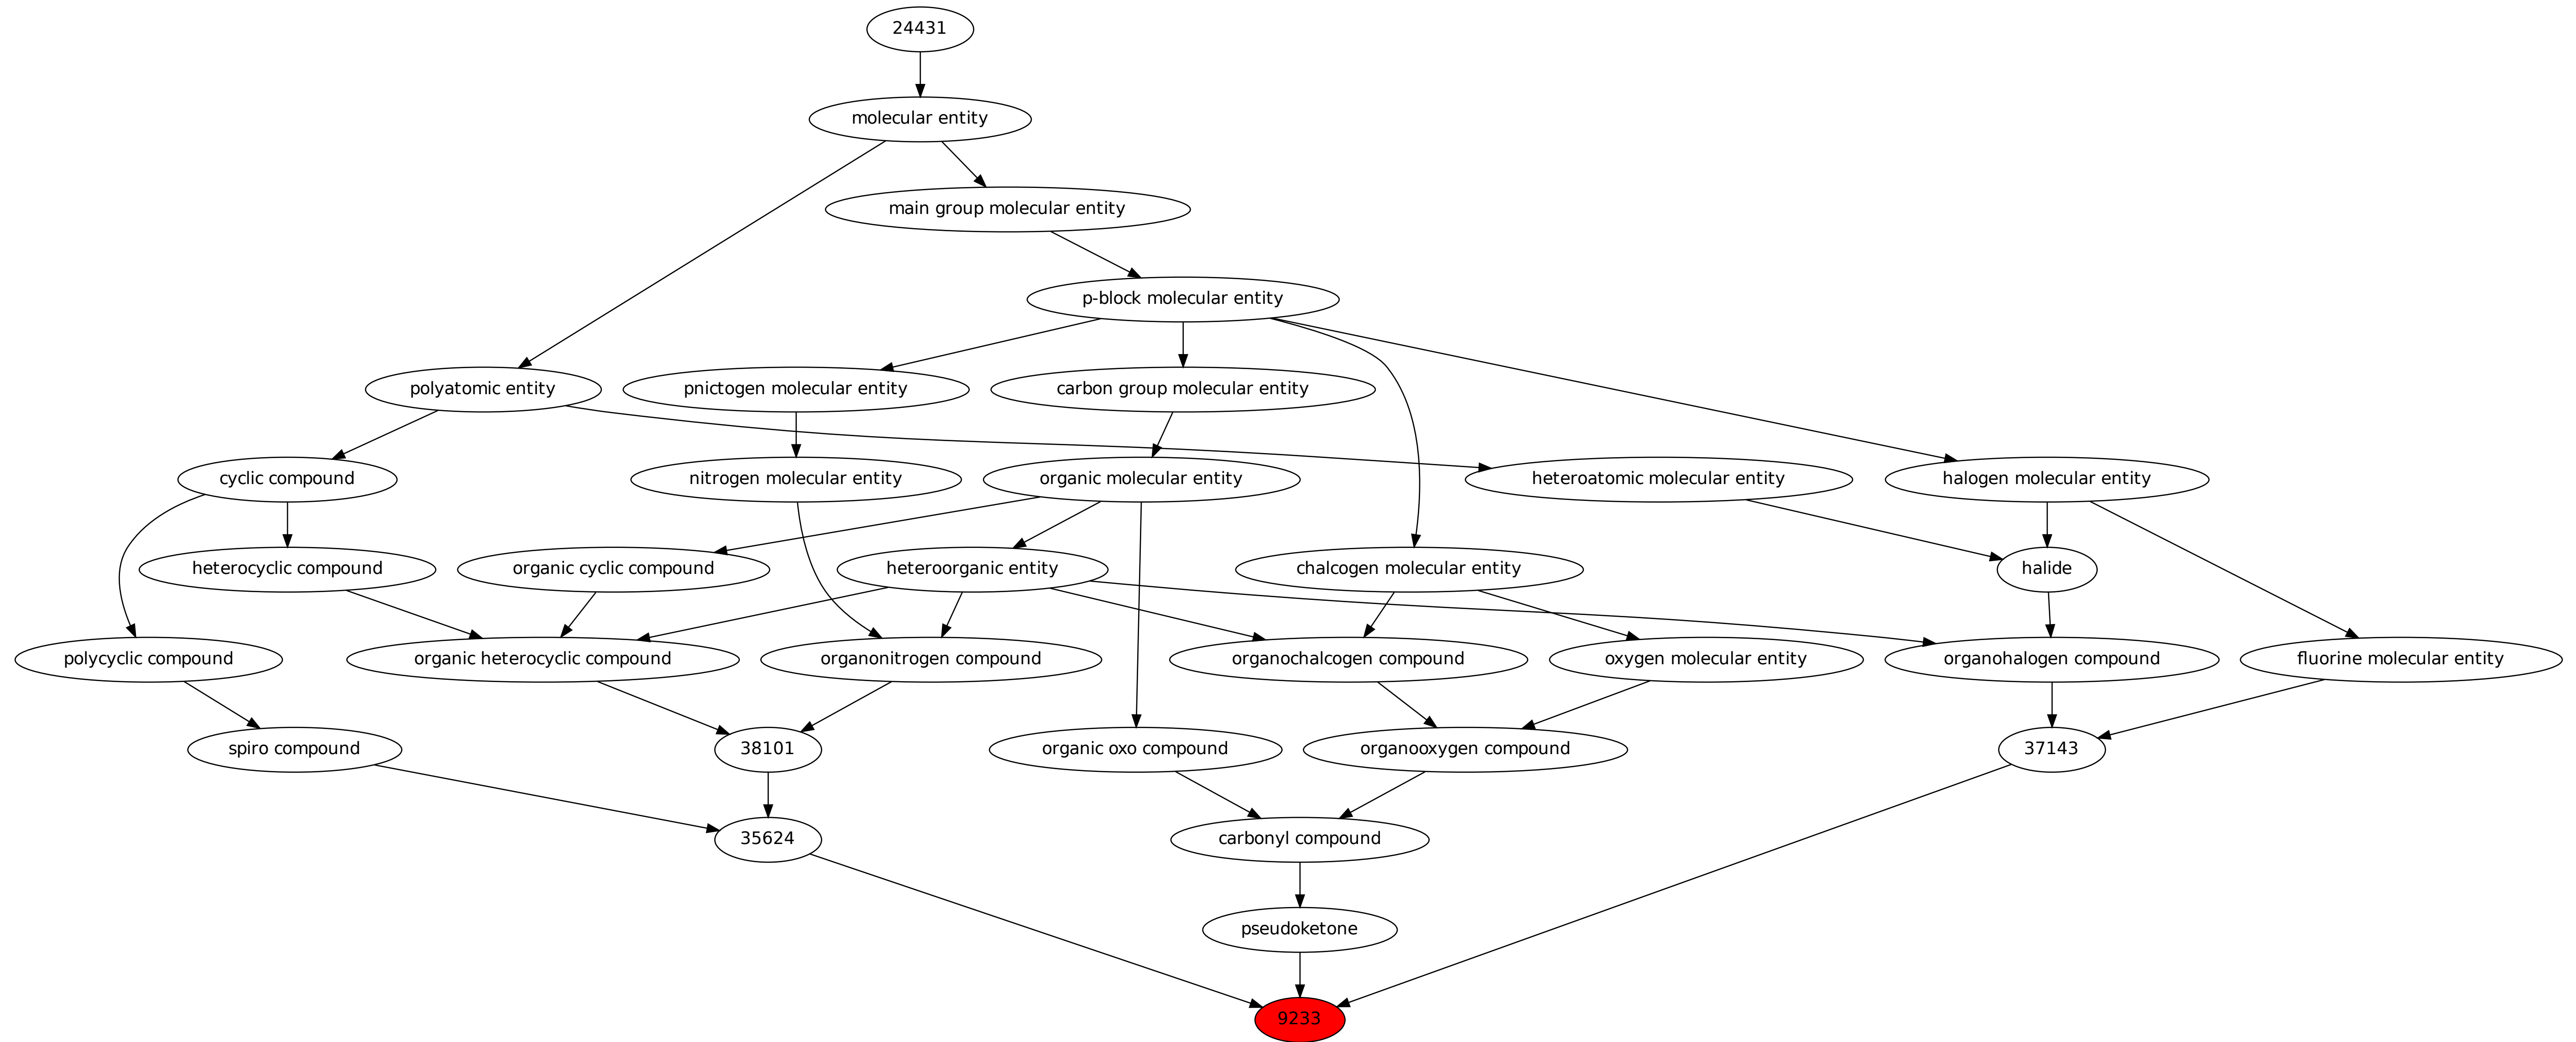 24431
molecular entity
main group molecular entity
p-block molecular entity
polyatomic entity
pnictogen molecular entity
carbon group molecular entity
cyclic compound
nitrogen molecular entity
organic molecular entity
heteroatomic molecular entity
halogen molecular entity
heterocyclic compound
organic cyclic compound
heteroorganic entity
chalcogen molecular entity
halide
polycyclic compound
organic heterocyclic compound
organonitrogen compound
organochalcogen compound
oxygen molecular entity
organohalogen compound
fluorine molecular entity
spiro compound
38101
organic oxo compound
organooxygen compound
37143
35624
carbonyl compound
pseudoketone
9233